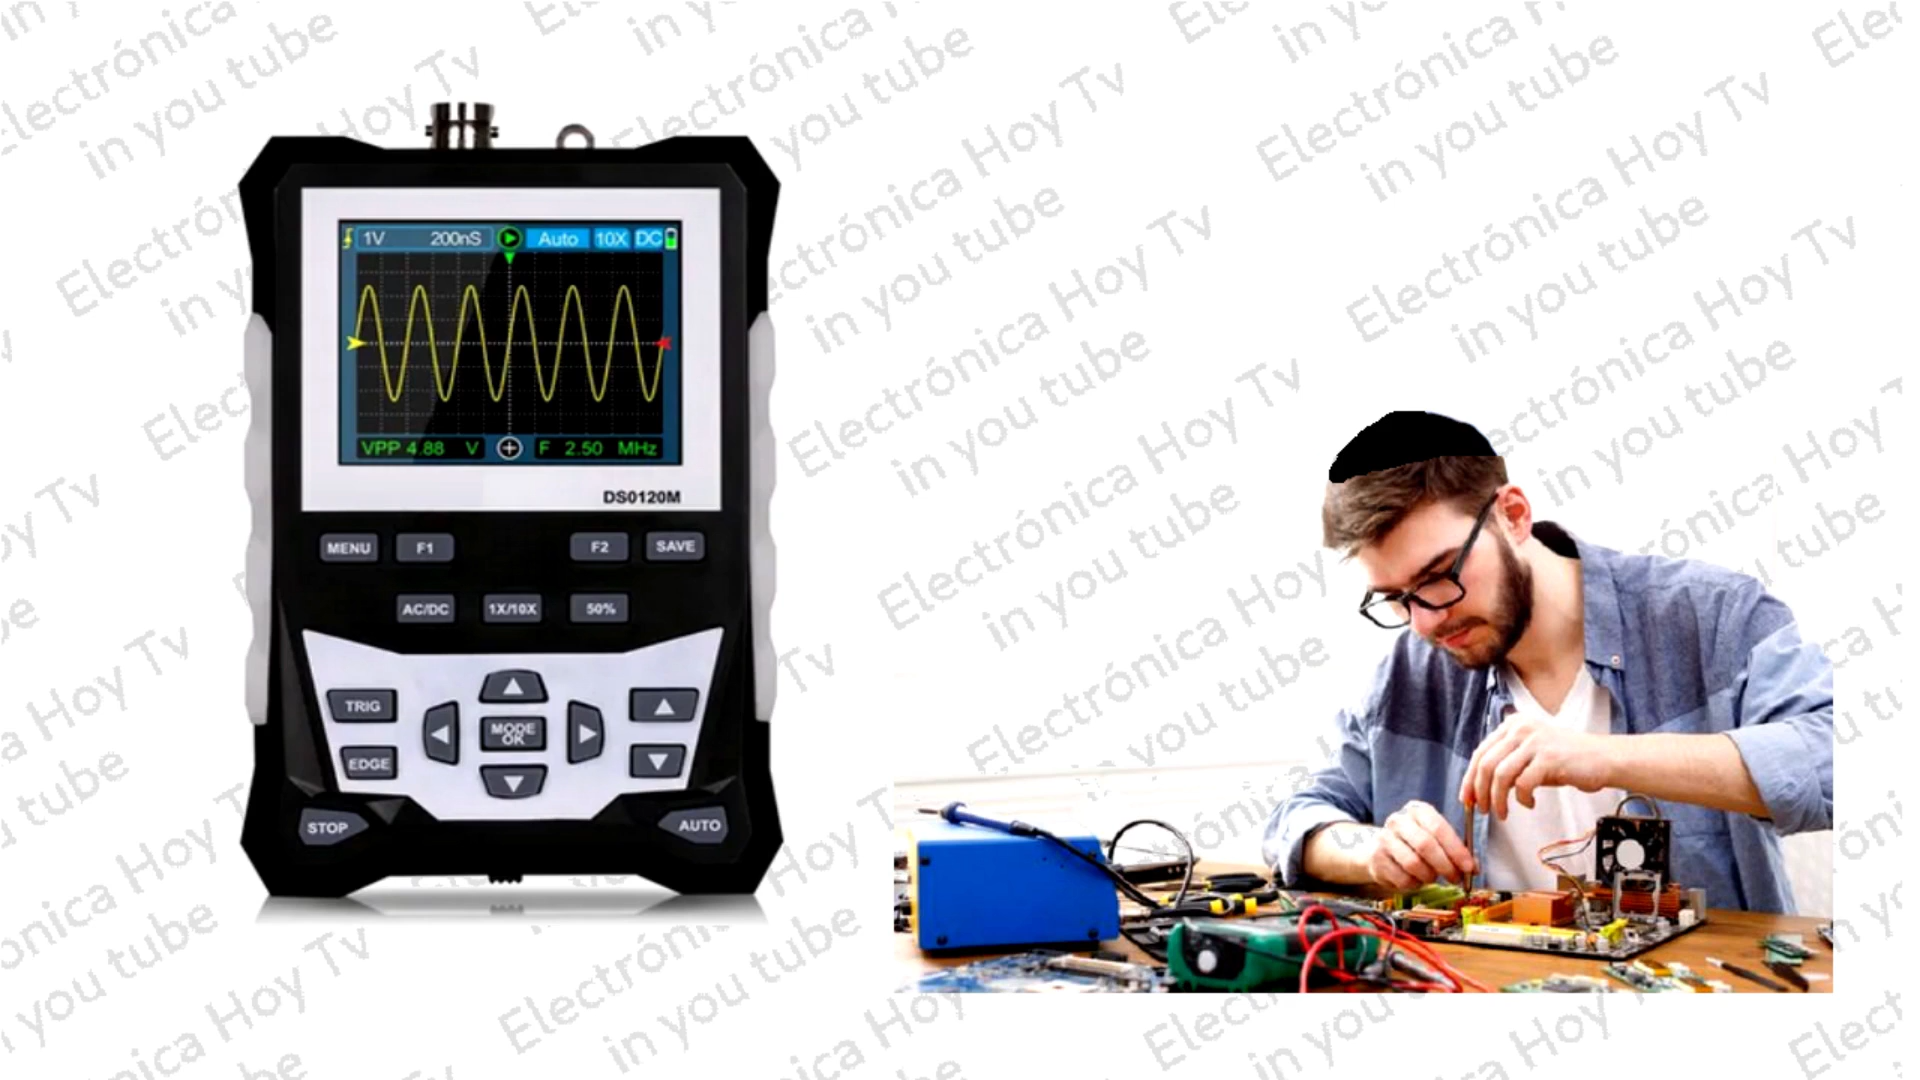 Electrónica Hoy Tv
in you tube
1V 200nS Auto 10X DC
VPP 4.88 V F 2.50 MHz
DS0120M
MENU F1 F2 SAVE
AC/DC 1X/10X 50%
TRIG
MODE
OK
EDGE
STOP AUTO